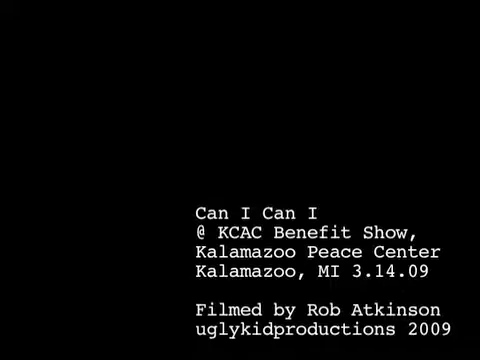 Can I Can I
@ KCAC Benefit Show,
Kalamazoo Peace Center
Kalamazoo, MI 3.14.09
Filmed by Rob Atkinson
uglykidproductions 2009